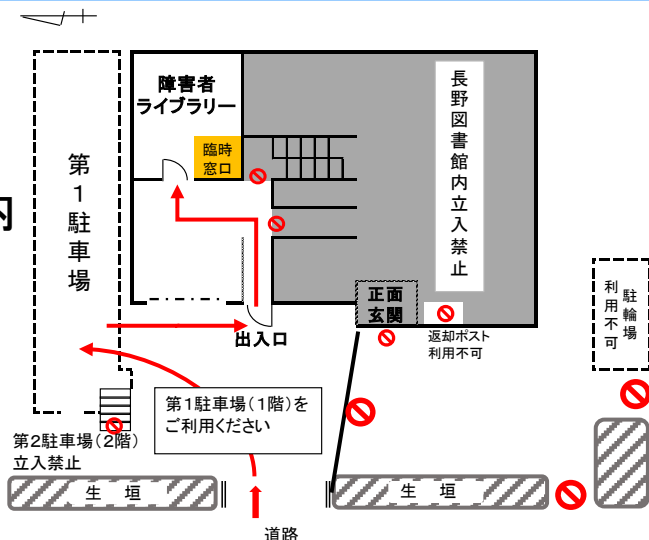 障害者
ライブラリー
臨時
窓口
長野図書館内立入禁止
第1駐車場
内
正面
玄関
出入口
返却ポスト
利用不可
駐輪場
利用不可
第1駐車場(1階)を
ご利用ください
第2駐車場(2階)
立入禁止
生 垣
生 垣
道路